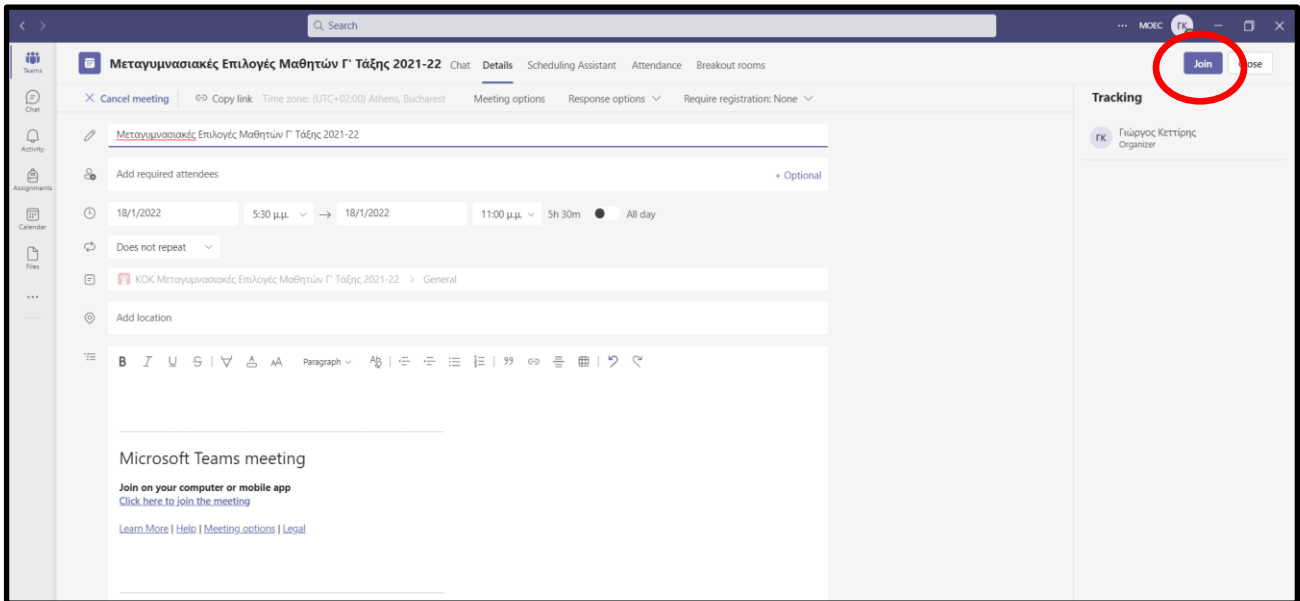 Search
MOEC ΓΚ
Teams
Chat
Activity
Assignments
Calendar
Files
Μεταγυμνασιακές Επιλογές Μαθητών Γ' Τάξης 2021-22 Chat Details Scheduling Assistant Attendance Breakout rooms
Join Close
Cancel meeting Copy link Time zone: (UTC+02:00) Athens, Bucharest Meeting options Response options Require registration: None
Tracking
Μεταγυμνασιακές Επιλογές Μαθητών Γ' Τάξης 2021-22
ΓΚ Γιώργος Κεττίρης
Organizer
Add required attendees + Optional
18/1/2022 5:30 μ.μ. → 18/1/2022 11:00 μ.μ. 5h 30m All day
Does not repeat
ΚΟΚ Μεταγυμνασιακές Επιλογές Μαθητών Γ' Τάξης 2021-22 > General
Add location
B I U S A AA Paragraph
Microsoft Teams meeting
Join on your computer or mobile app
Click here to join the meeting
Learn More | Help | Meeting options | Legal